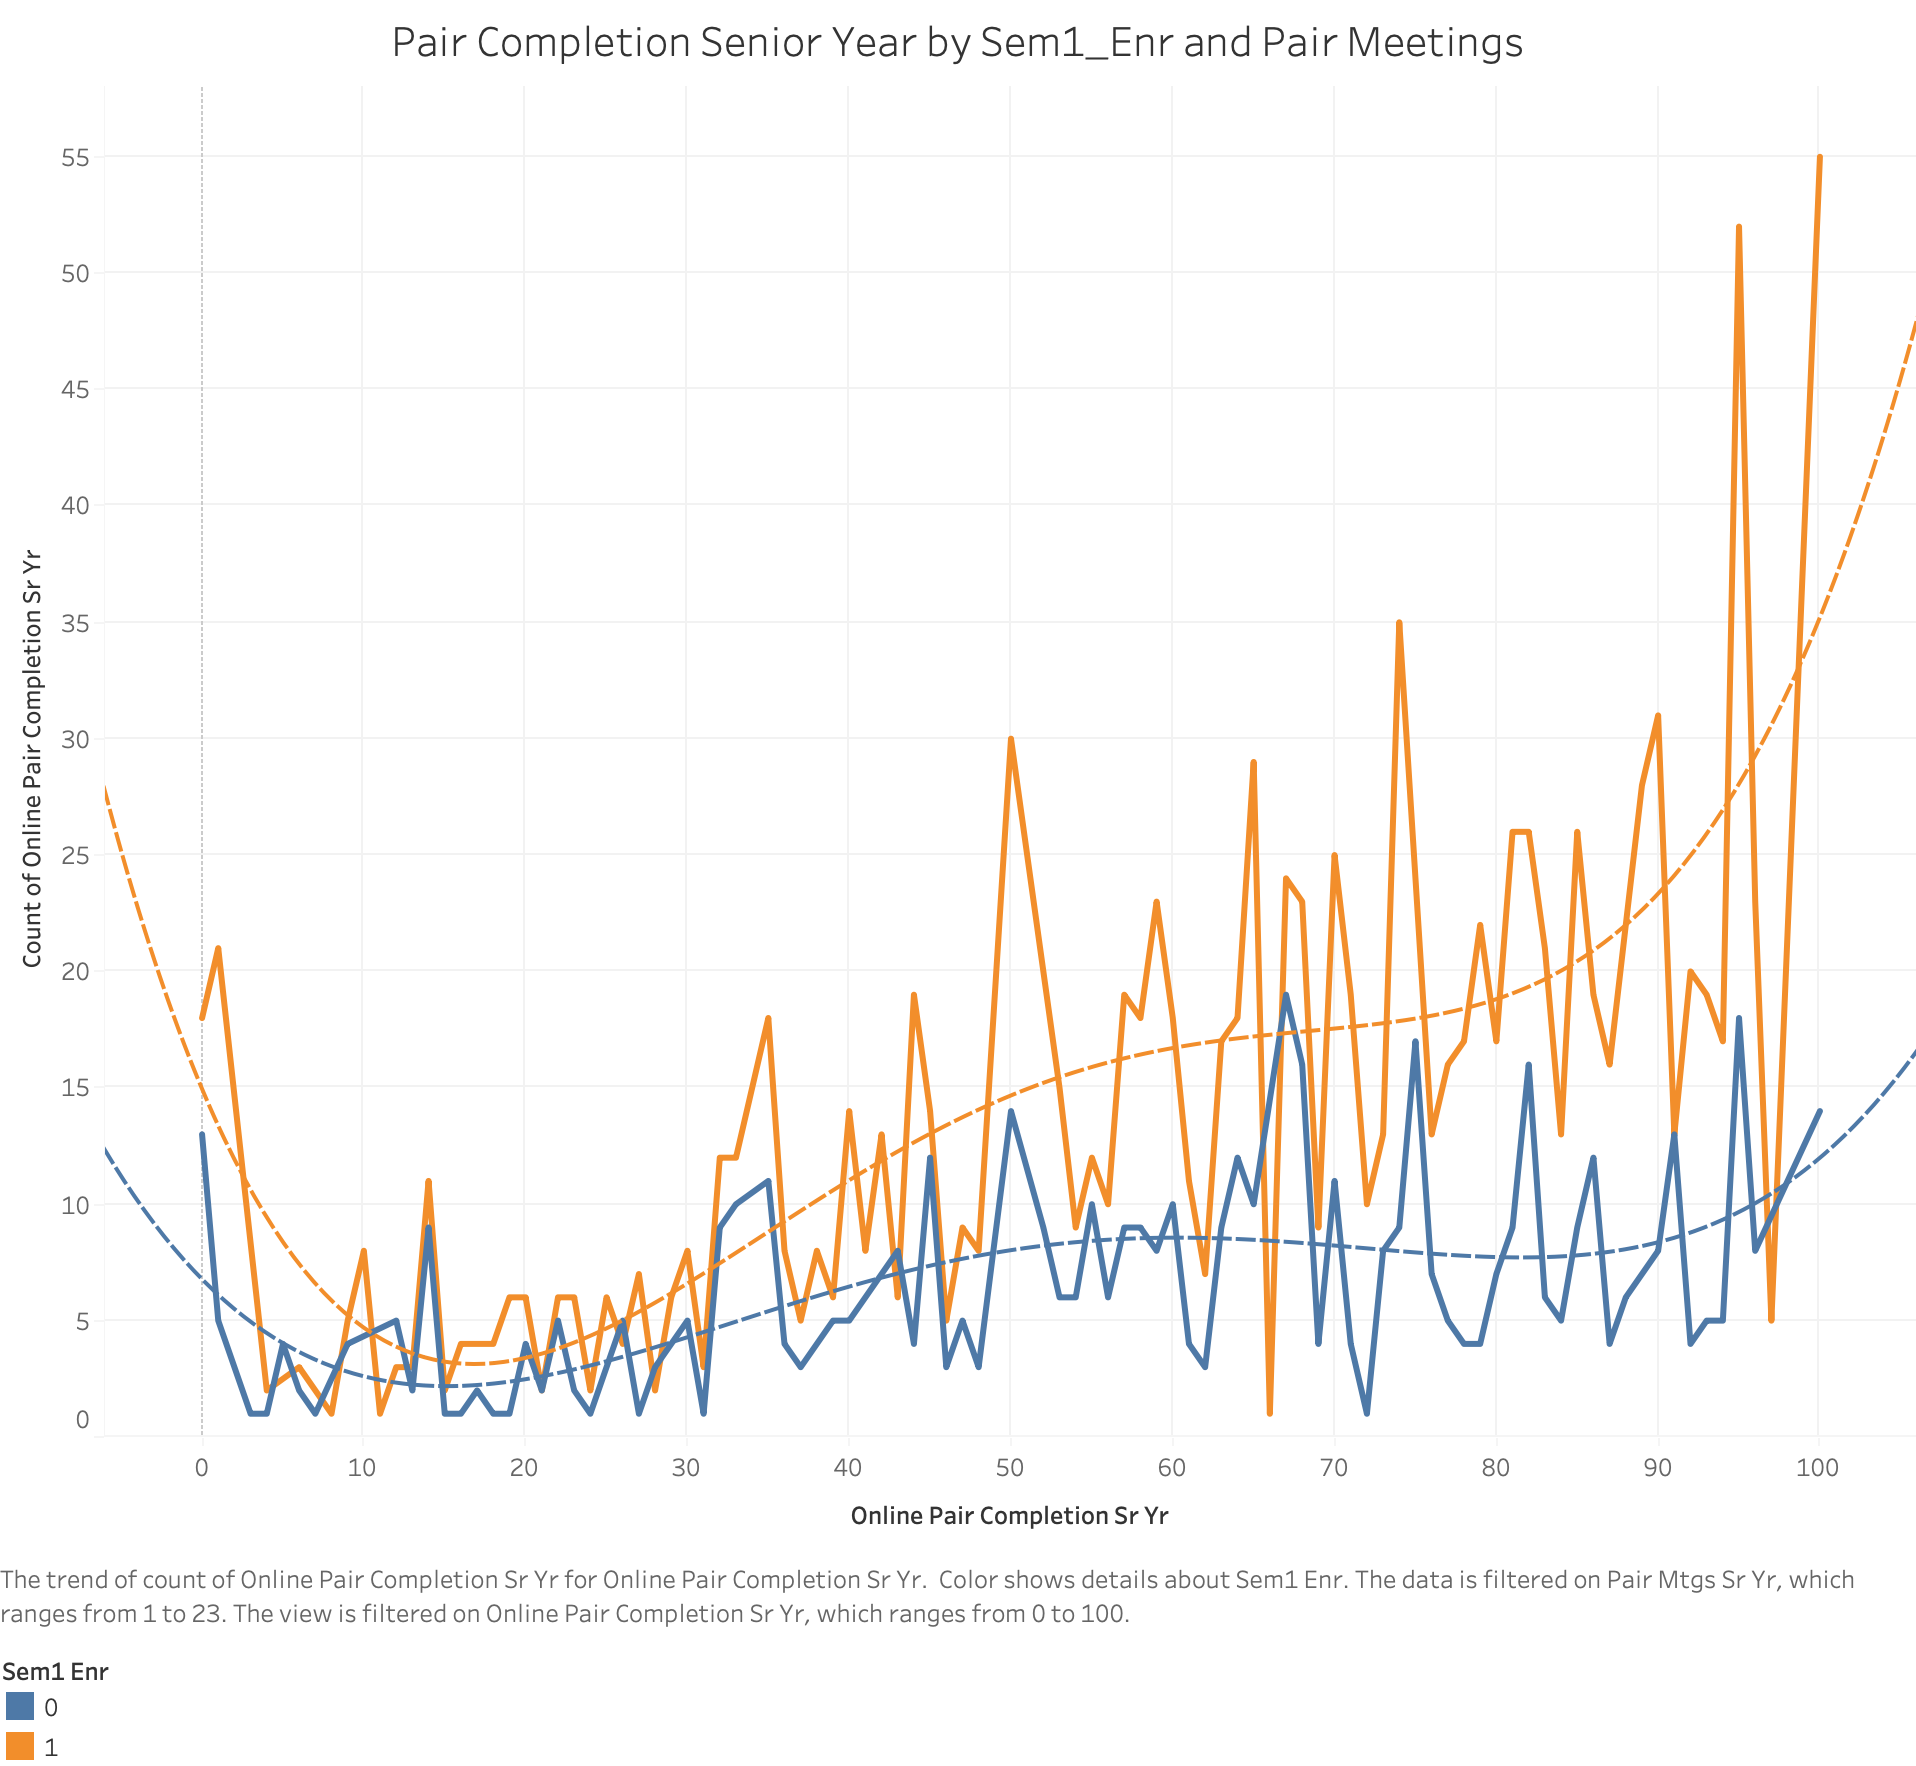 Pair Completion Senior Year by Sem1_Enr and Pair Meetings
Count of Online Pair Completion Sr Yr
55
50
45
40
35
30
25
20
15
10
5
0
0 10 20 30 40 50 60 70 80 90 100
Online Pair Completion Sr Yr
The trend of count of Online Pair Completion Sr Yr for Online Pair Completion Sr Yr.  Color shows details about Sem1 Enr. The data is filtered on Pair Mtgs Sr Yr, which
ranges from 1 to 23. The view is filtered on Online Pair Completion Sr Yr, which ranges from 0 to 100.
Sem1 Enr
0
1